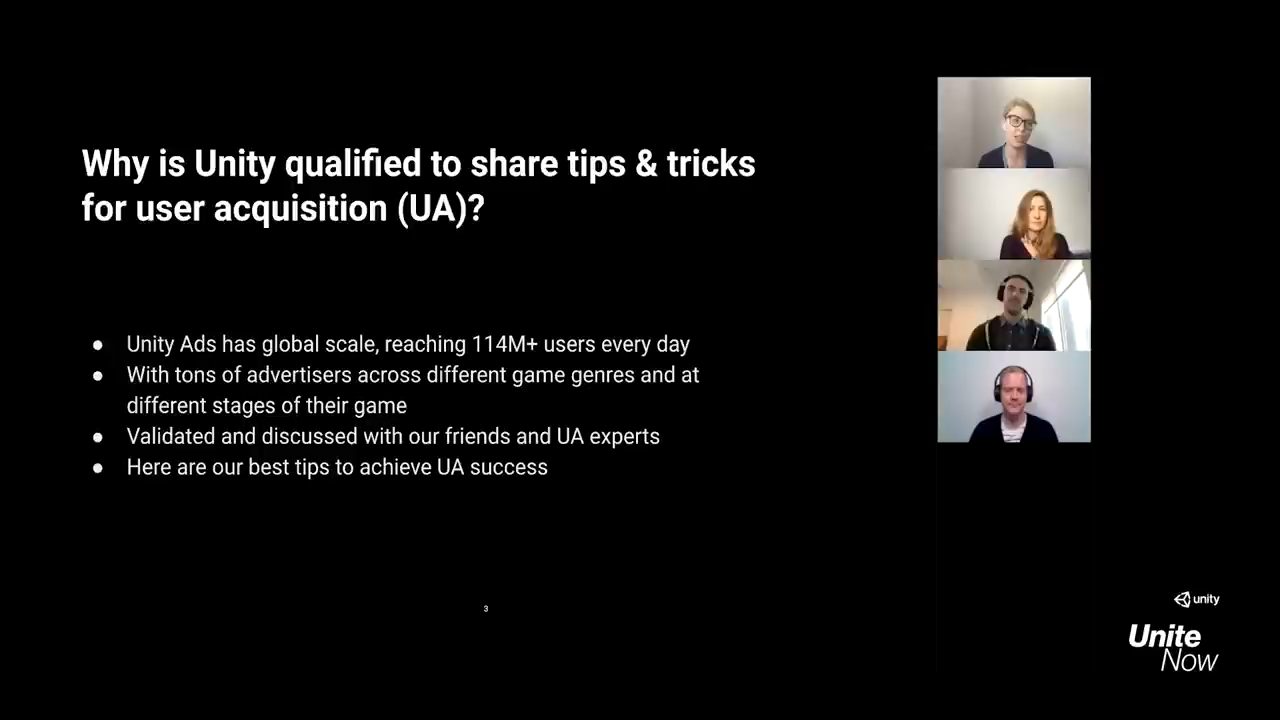 Why is Unity qualified to share tips & tricks
for user acquisition (UA)?
● Unity Ads has global scale, reaching 114M+ users every day
● With tons of advertisers across different game genres and at
different stages of their game
● Validated and discussed with our friends and UA experts
● Here are our best tips to achieve UA success
3
unity
Unite
Now